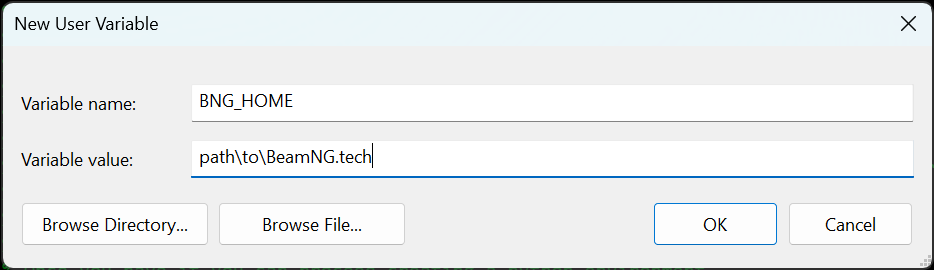 New User Variable
Variable name: BNG_HOME
Variable value: path\to\BeamNG.tech
Browse Directory... Browse File... OK Cancel